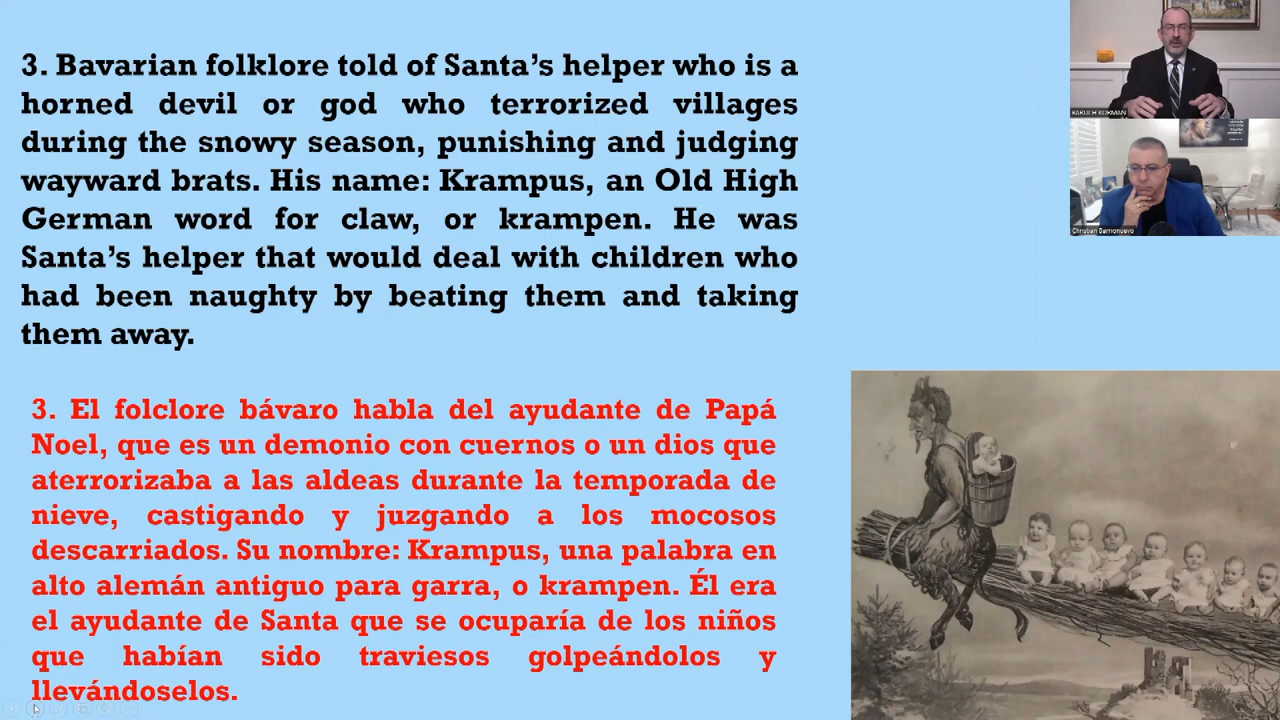 3. Bavarian folklore told of Santa's helper who is a
horned devil or god who terrorized villages
during the snowy season, punishing and judging
wayward brats. His name: Krampus, an Old High
German word for claw, or krampen. He was
Santa's helper that would deal with children who
had been naughty by beating them and taking
them away.
3. El folclore bávaro habla del ayudante de Papá
Noel, que es un demonio con cuernos o un dios que
aterrorizaba a las aldeas durante la temporada de
nieve, castigando y juzgando a los mocosos
descarriados. Su nombre: Krampus, una palabra en
alto alemán antiguo para garra, o krampen. Él era
el ayudante de Santa que se ocuparía de los niños
que habían sido traviesos golpeándolos y
llevándoselos.
KORMAN
Christian